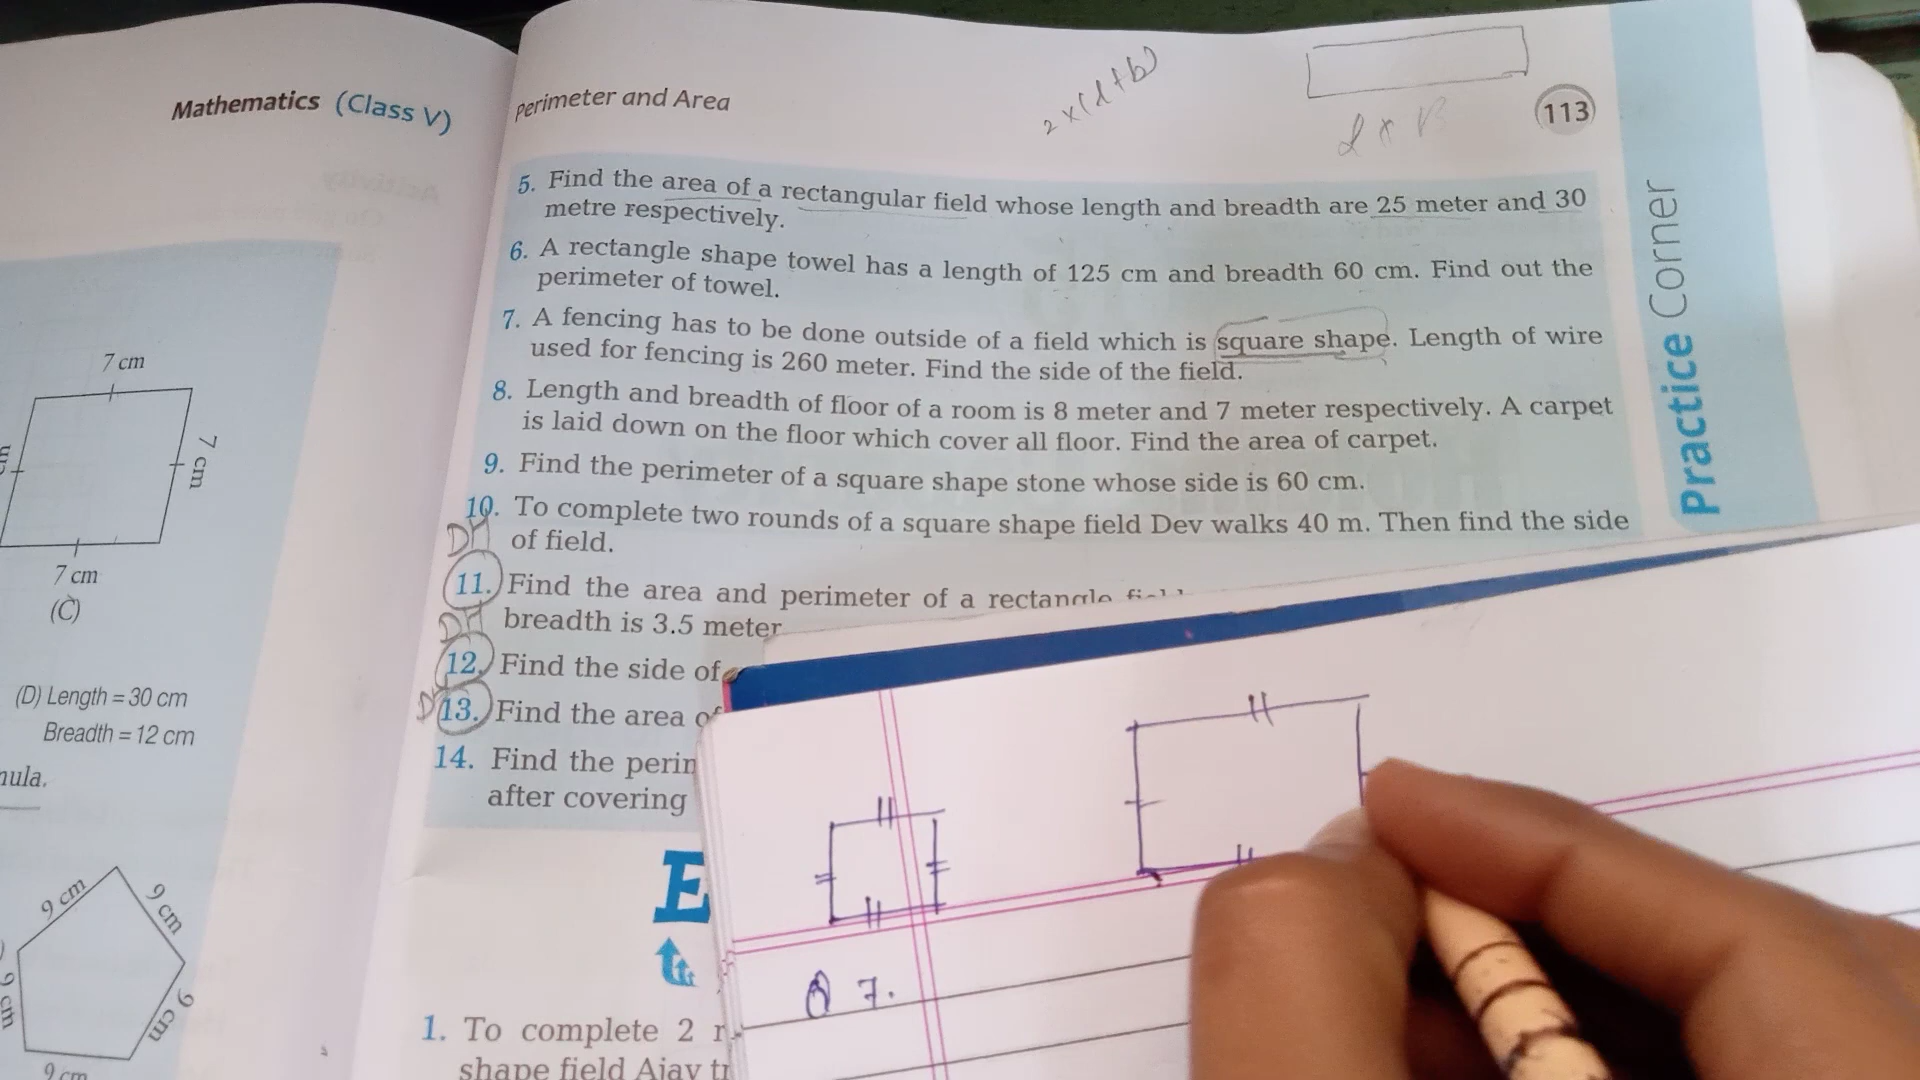 Mathematics (Class V)
7 cm
7 cm
7 cm
(C)
(D) Length = 30 cm
Breadth = 12 cm
9 cm
9 cm
9 cm
9 cm
9 cm
Perimeter and Area
2 x (l + b)
l x B
113
5. Find the area of a rectangular field whose length and breadth are 25 meter and 30
metre respectively.
6. A rectangle shape towel has a length of 125 cm and breadth 60 cm. Find out the
perimeter of towel.
7. A fencing has to be done outside of a field which is square shape. Length of wire
used for fencing is 260 meter. Find the side of the field.
8. Length and breadth of floor of a room is 8 meter and 7 meter respectively. A carpet
is laid down on the floor which cover all floor. Find the area of carpet.
9. Find the perimeter of a square shape stone whose side is 60 cm.
10. To complete two rounds of a square shape field Dev walks 40 m. Then find the side
of field.
DH
11. Find the area and perimeter of a rectangle
breadth is 3.5 meter
DH
12. Find the side of
13. Find the area of
14. Find the perim
after covering
Practice Corner
E
1. To complete 2 r
shape field Ajay tr
Q 7.